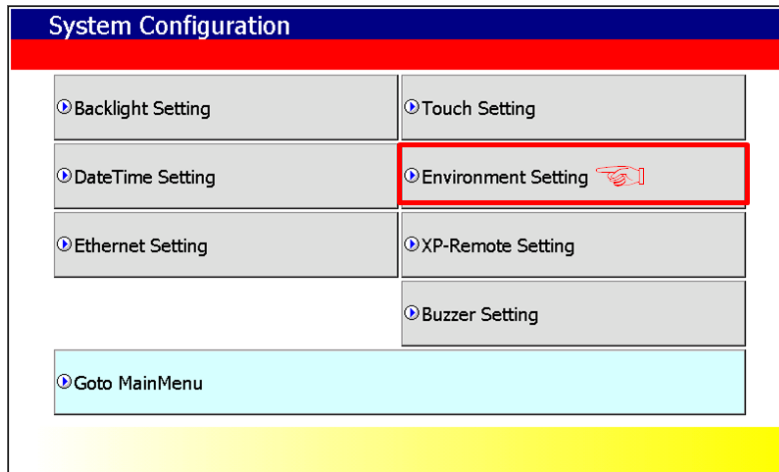 System Configuration
Backlight Setting
Touch Setting
DateTime Setting
Environment Setting
Ethernet Setting
XP-Remote Setting
Buzzer Setting
Goto MainMenu